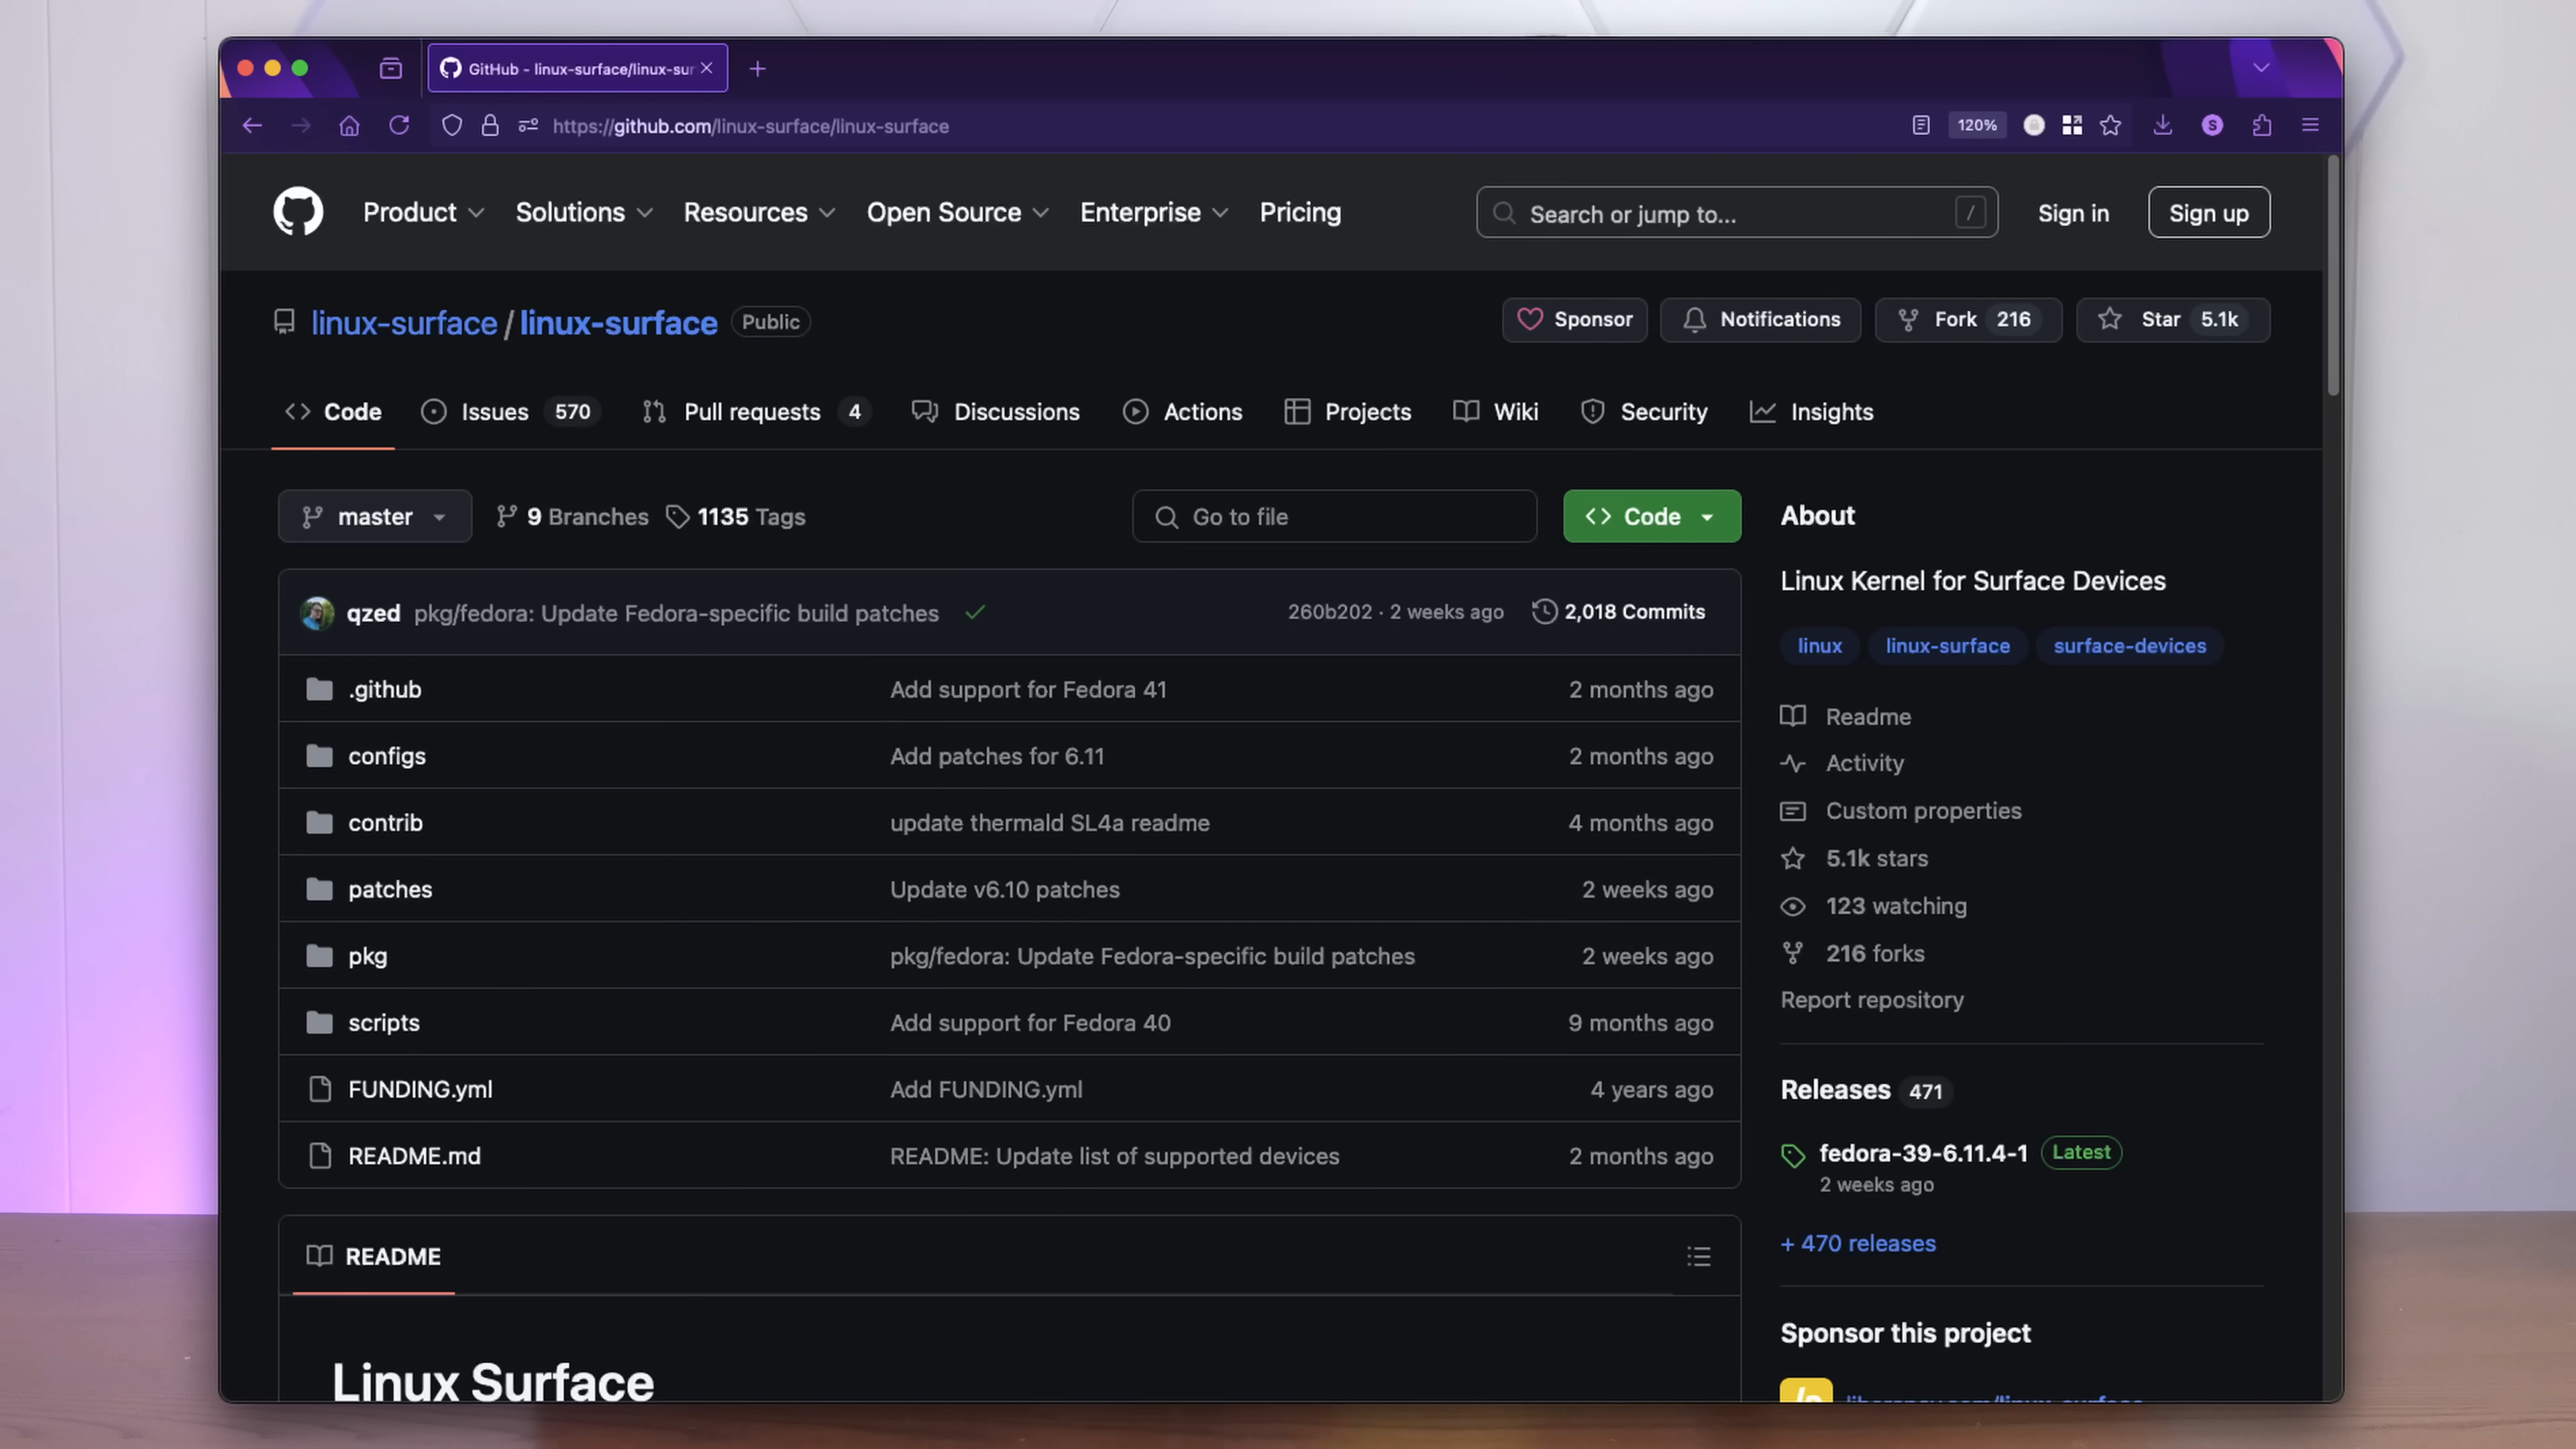 GitHub - linux-surface/linux-sur
https://github.com/linux-surface/linux-surface
120%
S
Product
Solutions
Resources
Open Source
Enterprise
Pricing
Search or jump to...
/
Sign in
Sign up
linux-surface / linux-surface
Public
Sponsor
Notifications
Fork 216
Star 5.1k
Code
Issues 570
Pull requests 4
Discussions
Actions
Projects
Wiki
Security
Insights
master
9 Branches
1135 Tags
Go to file
Code
qzed pkg/fedora: Update Fedora-specific build patches
260b202 · 2 weeks ago
2,018 Commits
.github Add support for Fedora 41 2 months ago
configs Add patches for 6.11 2 months ago
contrib update thermald SL4a readme 4 months ago
patches Update v6.10 patches 2 weeks ago
pkg pkg/fedora: Update Fedora-specific build patches 2 weeks ago
scripts Add support for Fedora 40 9 months ago
FUNDING.yml Add FUNDING.yml 4 years ago
README.md README: Update list of supported devices 2 months ago
README
Linux Surface
About
Linux Kernel for Surface Devices
linux
linux-surface
surface-devices
Readme
Activity
Custom properties
5.1k stars
123 watching
216 forks
Report repository
Releases 471
fedora-39-6.11.4-1 Latest
2 weeks ago
+ 470 releases
Sponsor this project